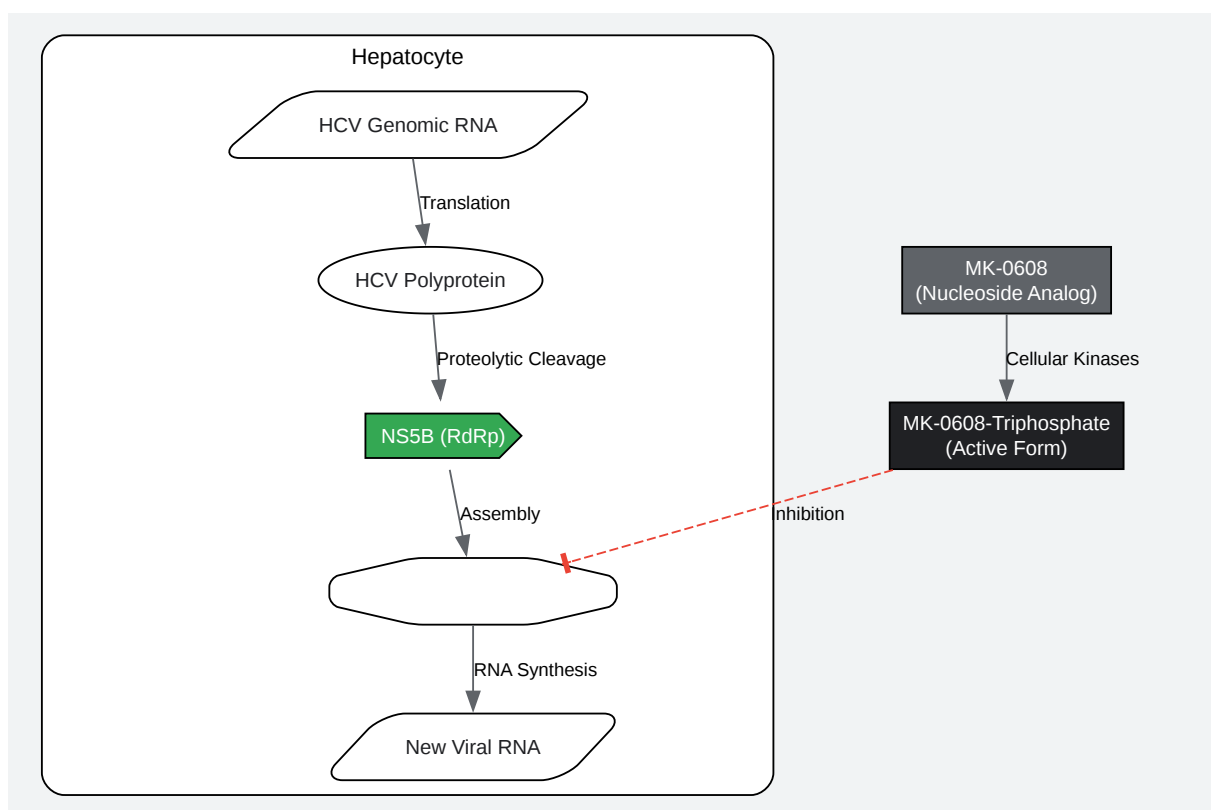 Hepatocyte
HCV Genomic RNA
Translation
HCV Polyprotein
Proteolytic Cleavage
NS5B (RdRp)
Assembly
RNA Synthesis
New Viral RNA
MK-0608
(Nucleoside Analog)
Cellular Kinases
MK-0608-Triphosphate
(Active Form)
Inhibition